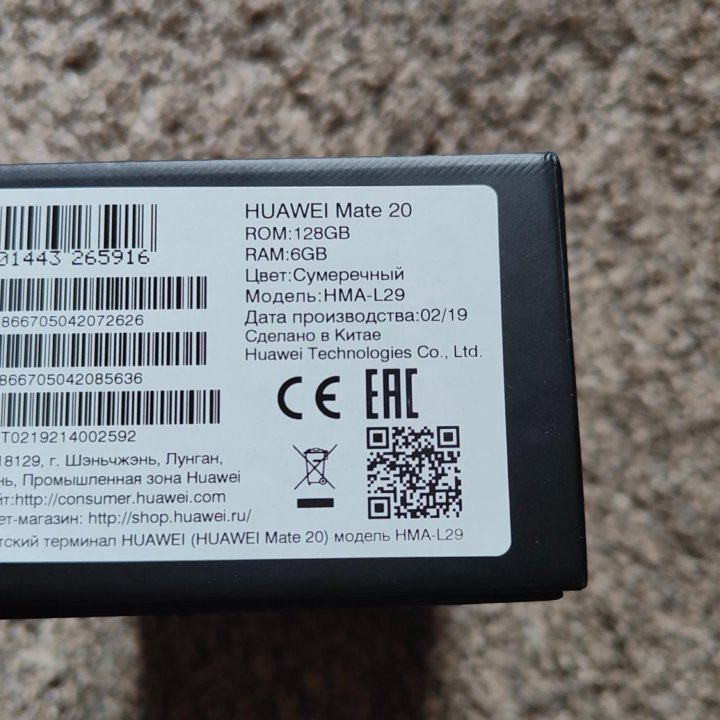 HUAWEI Mate 20
ROM:128GB
RAM:6GB
Цвет:Сумеречный
Модель:HMA-L29
Дата производства:02/19
Сделано в Китае
Huawei Technologies Co., Ltd.
CE EAC
01443 265916
866705042072626
866705042085636
T0219214002592
18129, г. Шэньчжэнь, Лунган,
нь, Промышленная зона Huawei
йт:http://consumer.huawei.com
ет-магазин: http://shop.huawei.ru/
тский терминал HUAWEI (HUAWEI Mate 20) модель HMA-L29